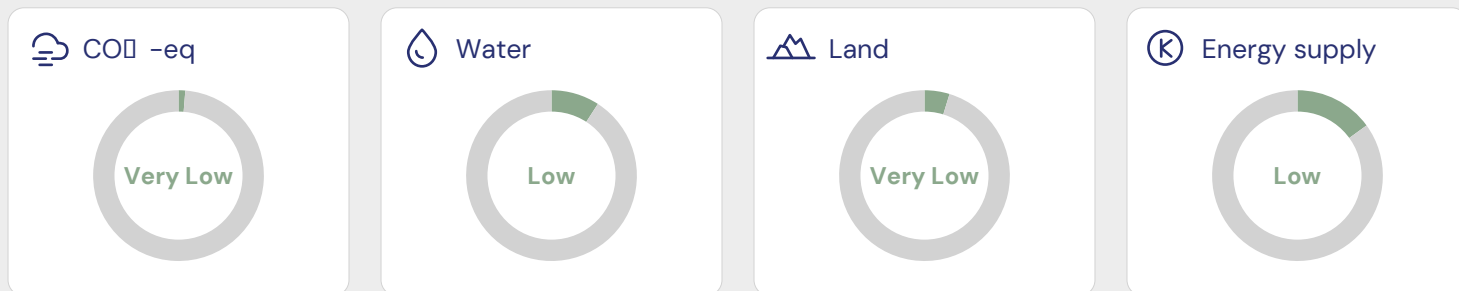 CO▯ -eq
Water
Land
Energy supply
Very Low
Low
Very Low
Low